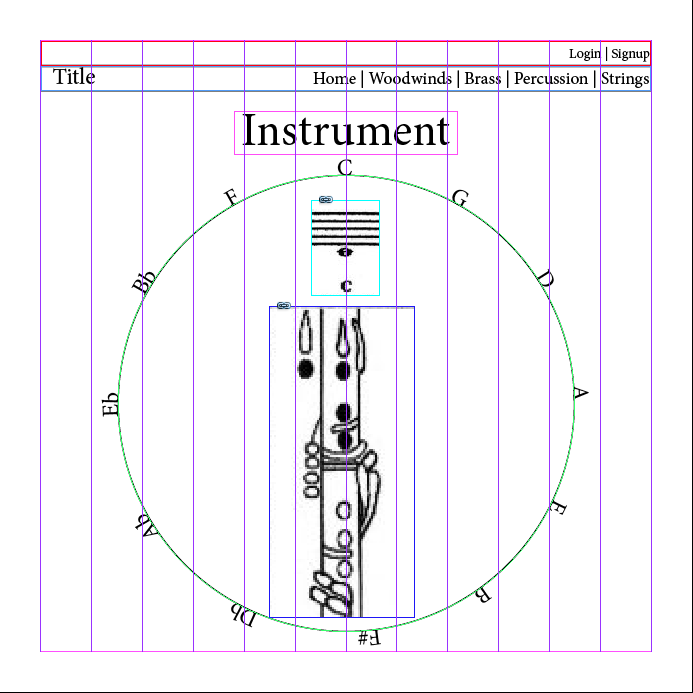 Login | Signup
Title
Home | Woodwinds | Brass | Percussion | Strings
Instrument
C
G
D
A
E
B
F#
Db
Ab
Eb
Bb
F
c